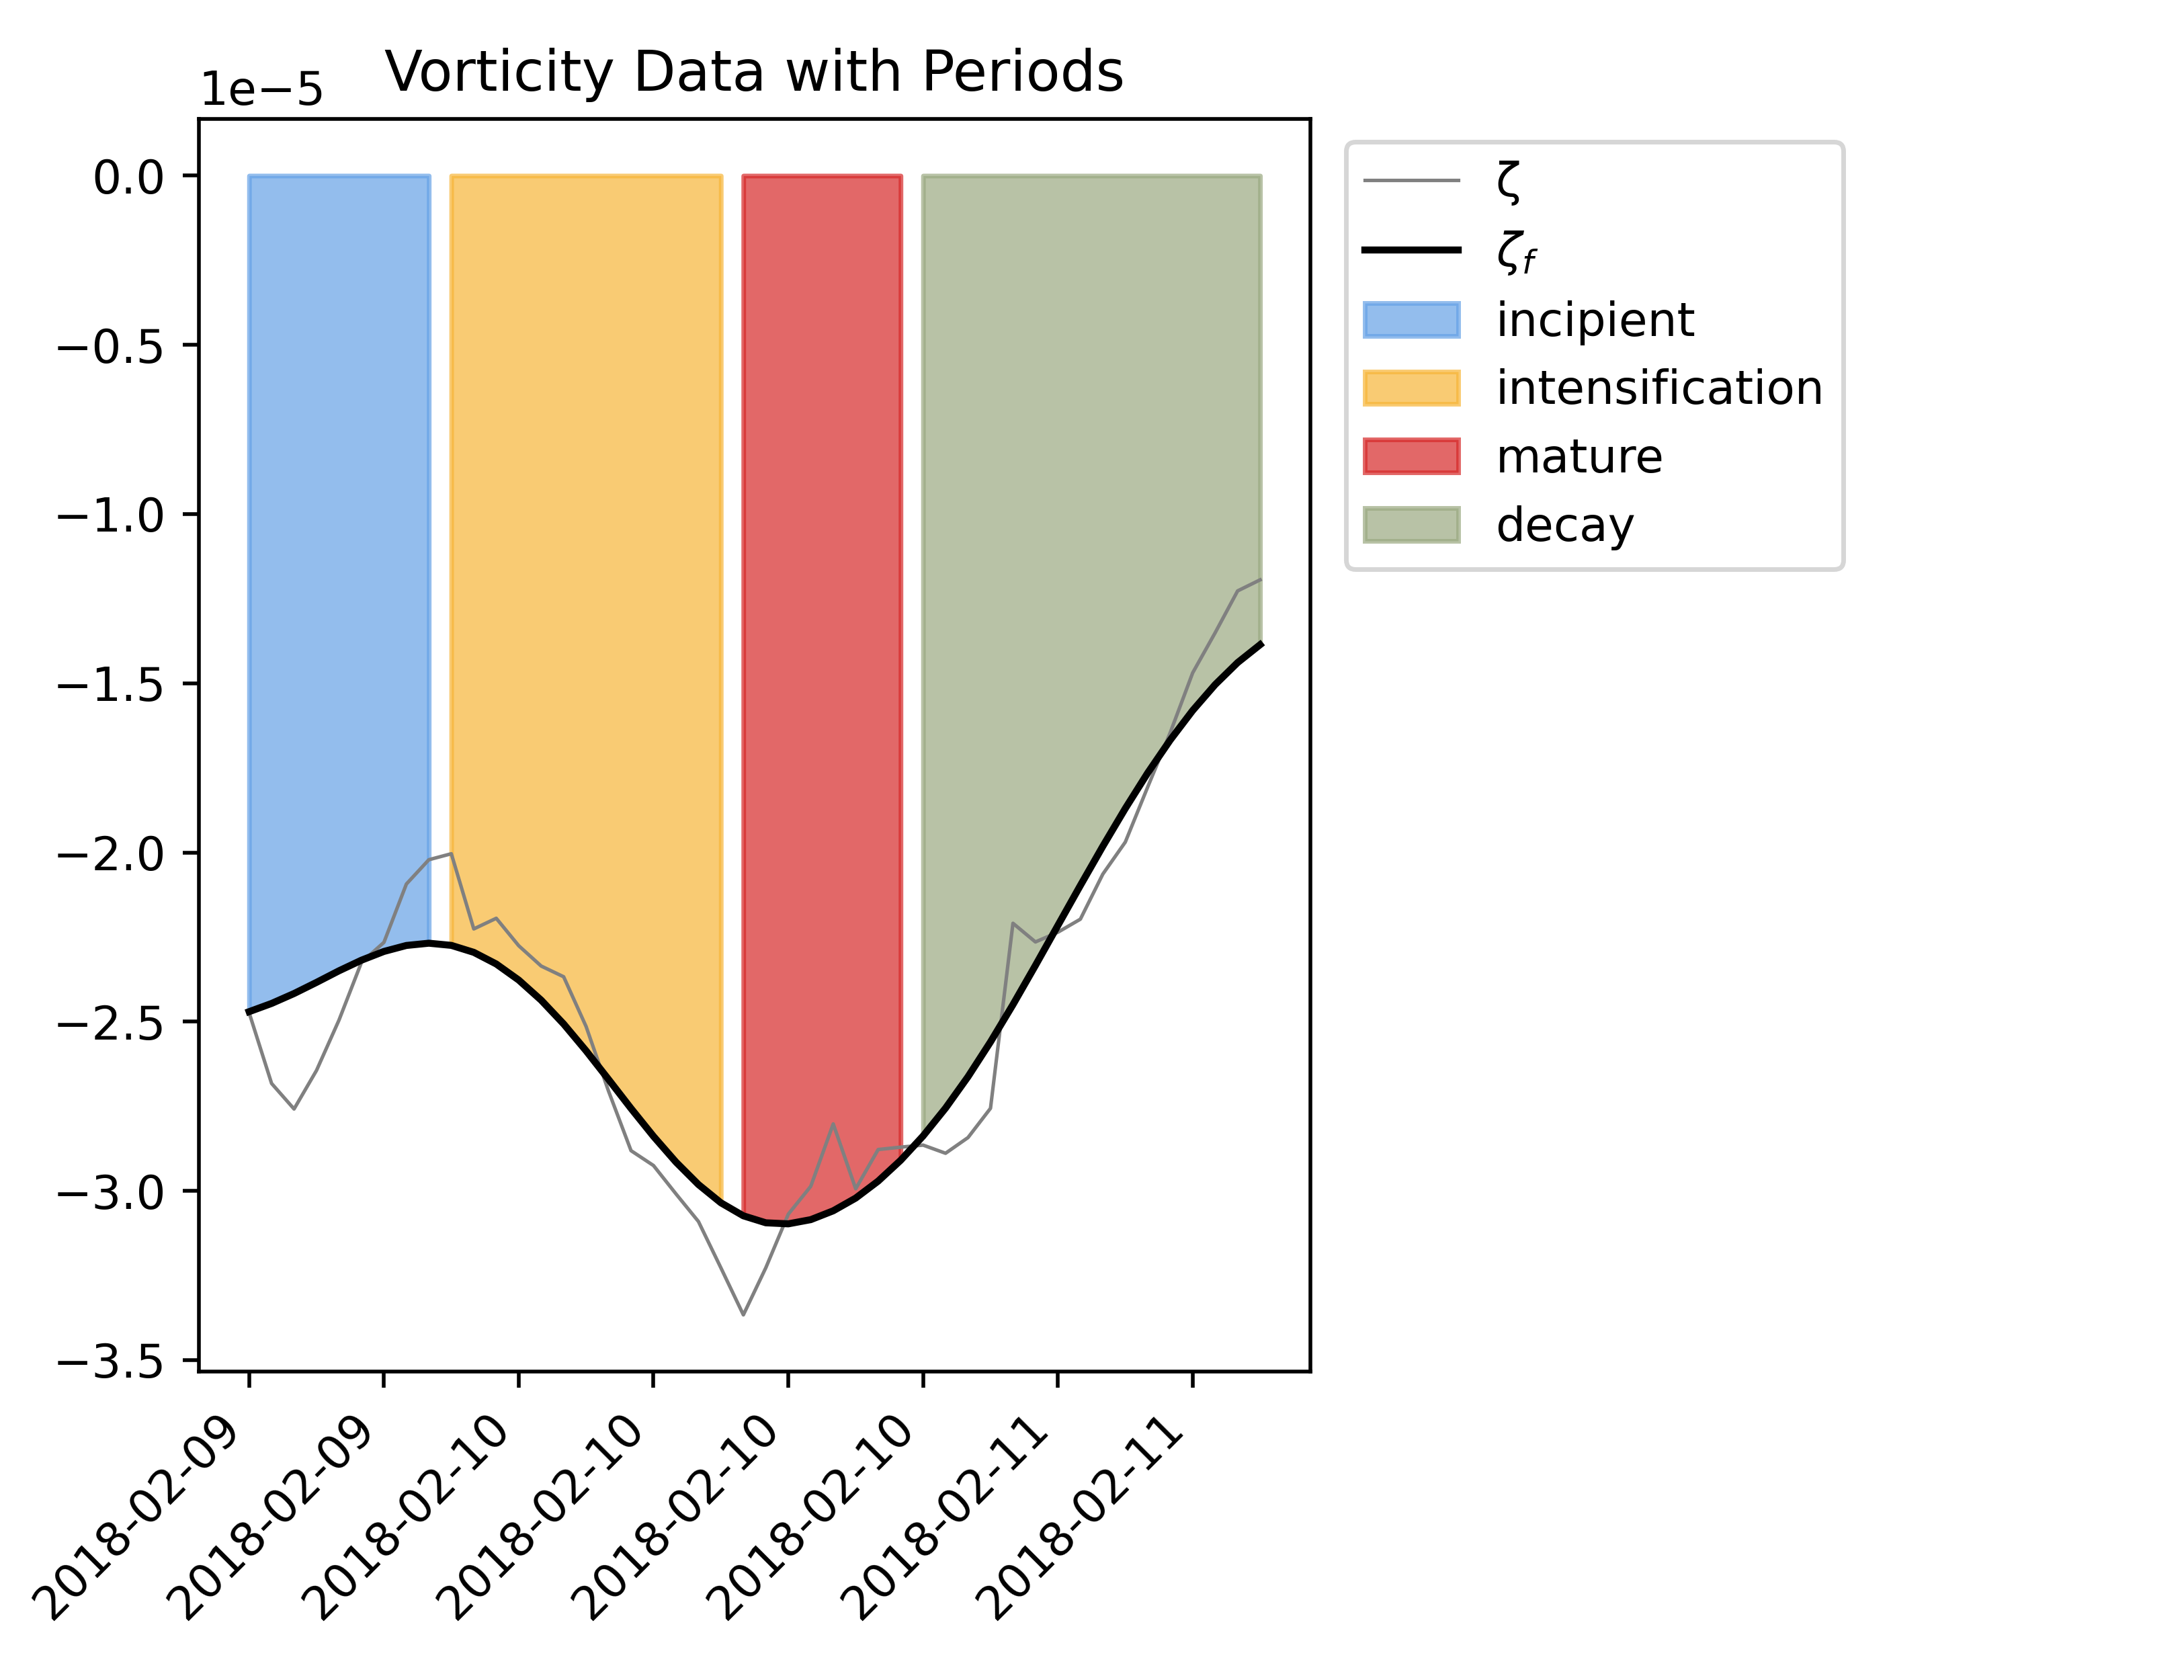 Vorticity Data with Periods
1e−5
0.0
−0.5
−1.0
−1.5
−2.0
−2.5
−3.0
−3.5
2018-02-09
2018-02-09
2018-02-10
2018-02-10
2018-02-10
2018-02-10
2018-02-11
2018-02-11
ζ
ζf
incipient
intensification
mature
decay